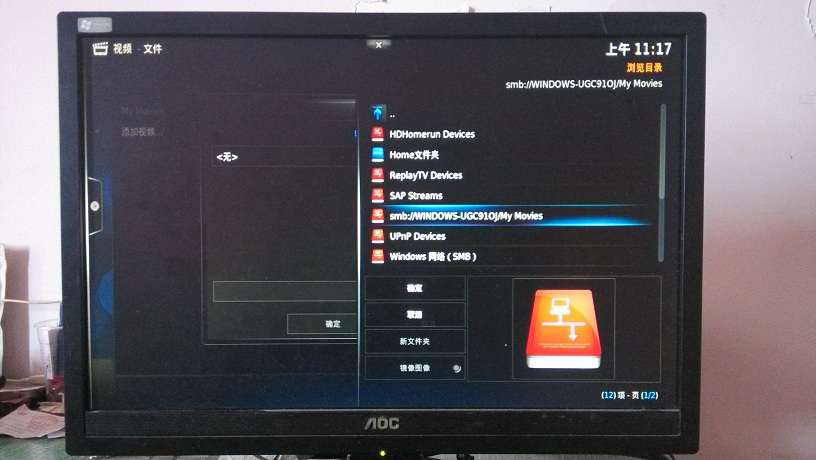 视频 - 文件
X
上午 11:17
浏览目录
smb://WINDOWS-UGC91OJ/My Movies
My Movies
添加视频...
<无>
确定
..
HDHomerun Devices
Home文件夹
ReplayTV Devices
SAP Streams
smb://WINDOWS-UGC91OJ/My Movies
UPnP Devices
Windows 网络 ( SMB )
确定
取消
新文件夹
镜像图像
(12) 项 - 页 (1/2)
AOC